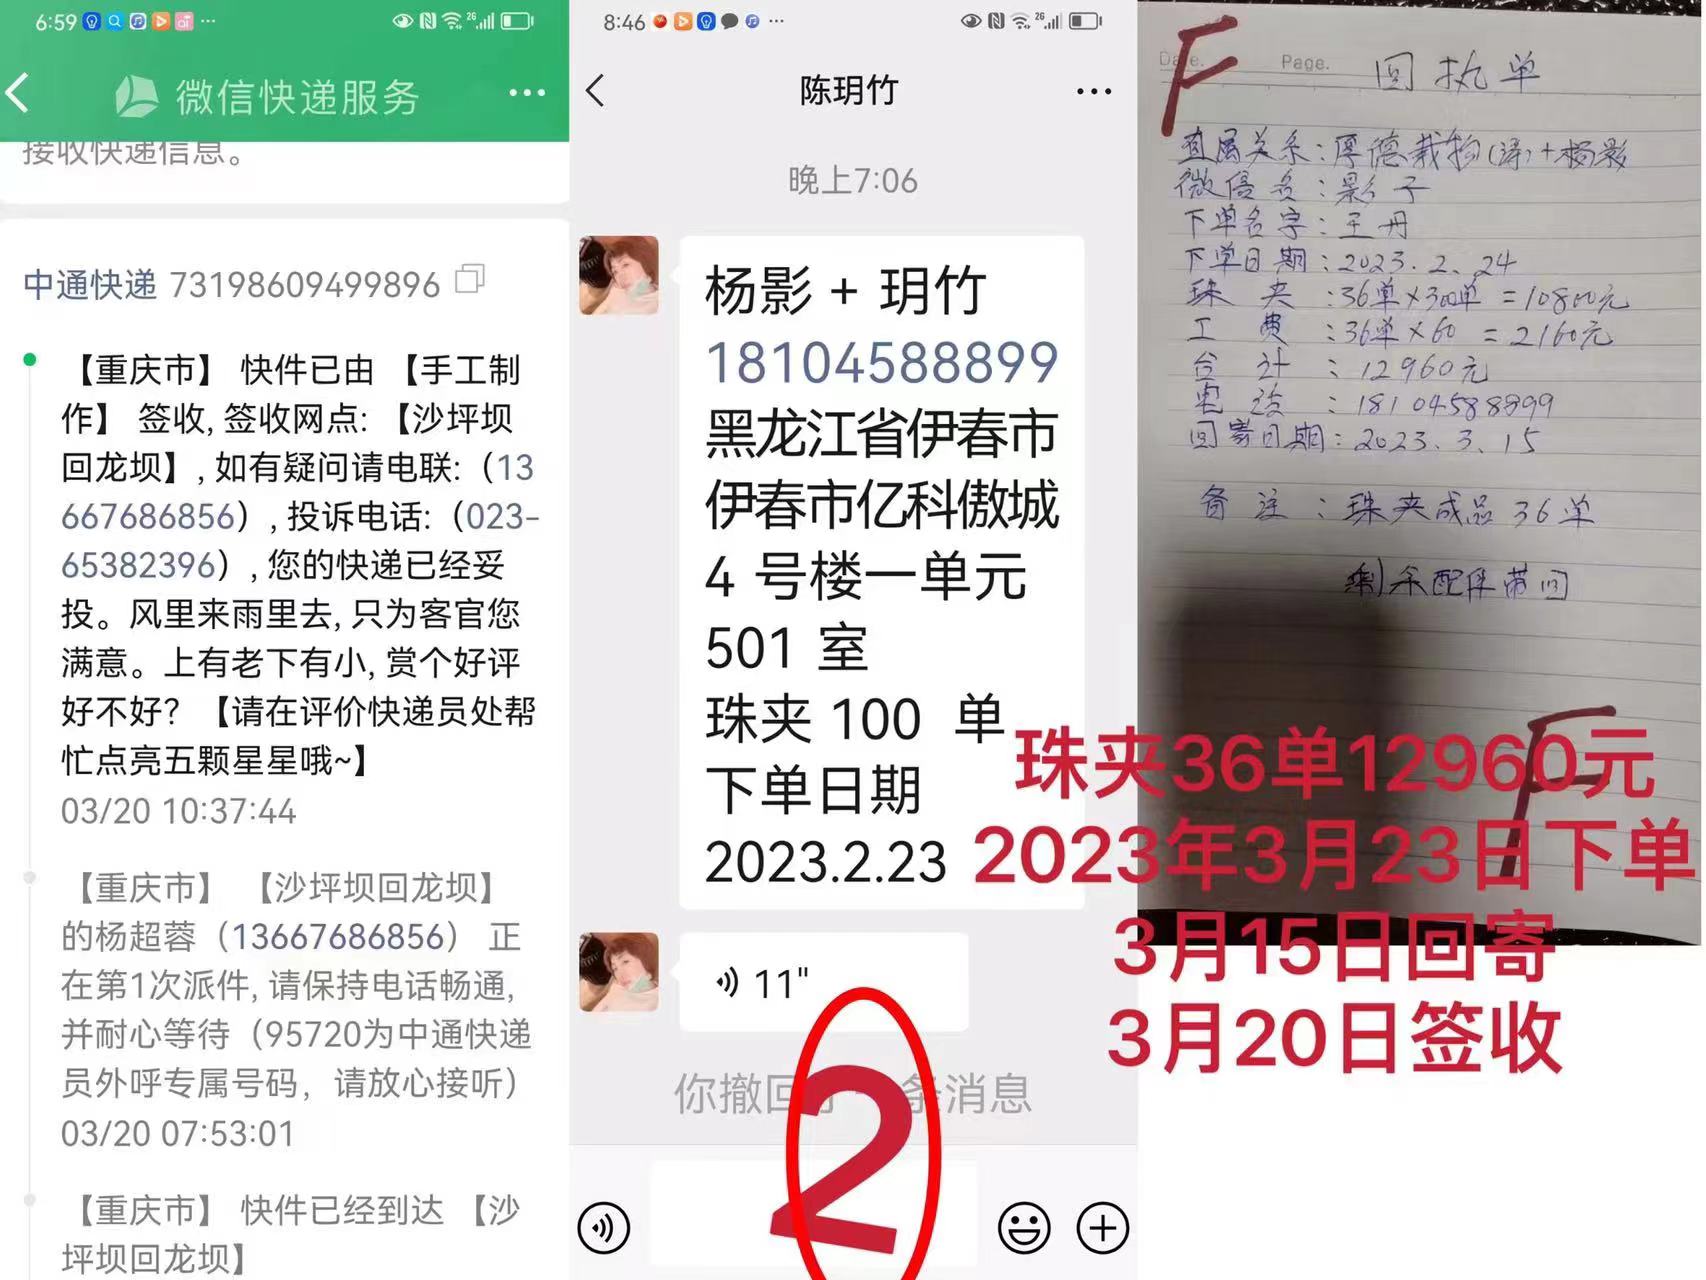 6:59
微信快递服务
接收快递信息。
中通快递 73198609499896
【重庆市】 快件已由 【手工制
作】 签收, 签收网点: 【沙坪坝
回龙坝】, 如有疑问请电联:（13
667686856）, 投诉电话:（023-
65382396）, 您的快递已经妥
投。风里来雨里去, 只为客官您
满意。上有老下有小, 赏个好评
好不好? 【请在评价快递员处帮
忙点亮五颗星星哦~】
03/20 10:37:44
【重庆市】 【沙坪坝回龙坝】
的杨超蓉（13667686856） 正
在第1次派件, 请保持电话畅通,
并耐心等待（95720为中通快递
员外呼专属号码，请放心接听）
03/20 07:53:01
【重庆市】 快件已经到达 【沙
坪坝回龙坝】
8:46
陈玥竹
晚上7:06
杨影 + 玥竹
18104588899
黑龙江省伊春市
伊春市亿科傲城
4 号楼一单元
501 室
珠夹 100 单
下单日期
2023.2.23
11"
你撤回了一条消息
2
Date.
Page.
F
回执单
直属关系:厚德载物(涛)+杨影
微信名:影子
下单名字:王丹
下单日期:2023.2.24
珠夹:36单×300单=10800元
工费:36单×60=2160元
合计:12960元
电话:18104588899
回寄日期:2023.3.15
备注:珠夹成品36单
剩余配件带回
F
珠夹36单12960元
2023年3月23日下单
3月15日回寄
3月20日签收